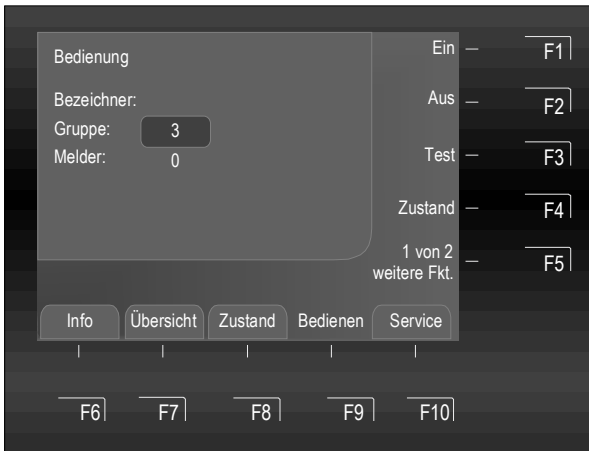 Bedienung
Bezeichner:
Gruppe: 3
Melder: 0
Ein – F1
Aus – F2
Test – F3
Zustand – F4
1 von 2
weitere Fkt. – F5
Info Übersicht Zustand Bedienen Service
F6 F7 F8 F9 F10